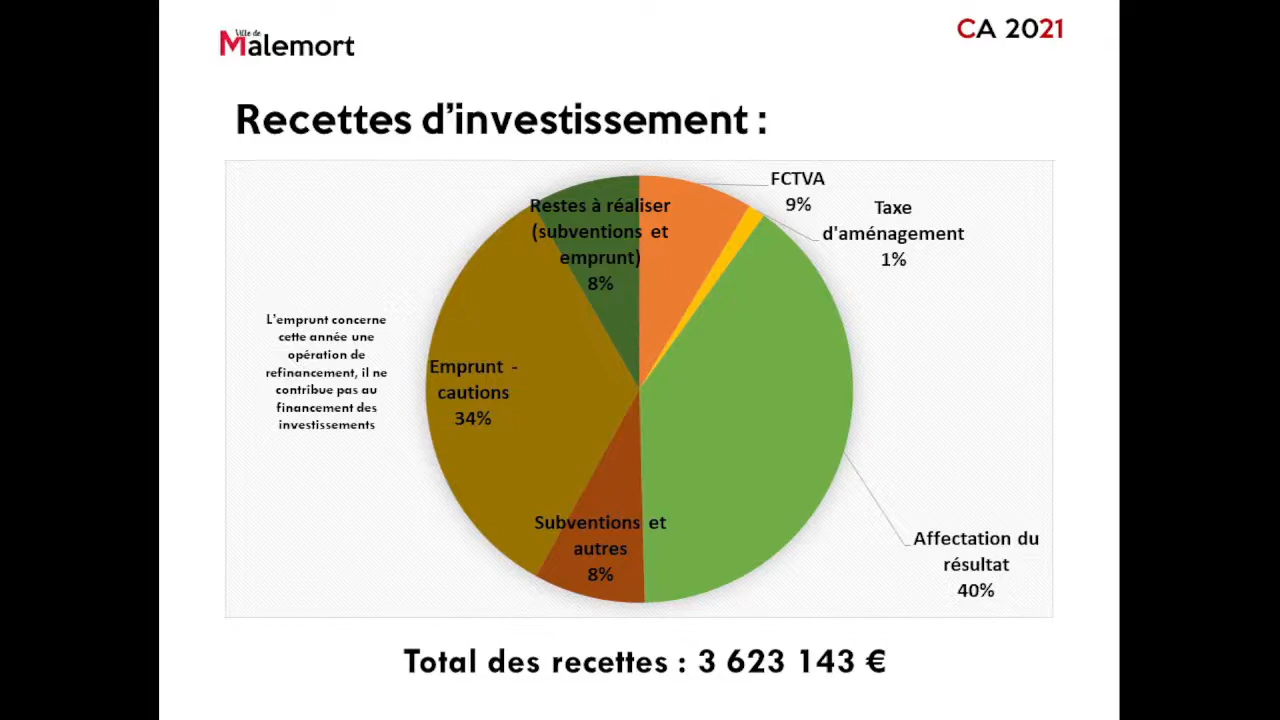 Ville de
Malemort
CA 2021
Recettes d'investissement :
FCTVA
9%
Taxe
d'aménagement
1%
Restes à réaliser
(subventions et
emprunt)
8%
L'emprunt concerne
cette année une
opération de
refinancement, il ne
contribue pas au
financement des
investissements
Emprunt -
cautions
34%
Subventions et
autres
8%
Affectation du
résultat
40%
Total des recettes : 3 623 143 €